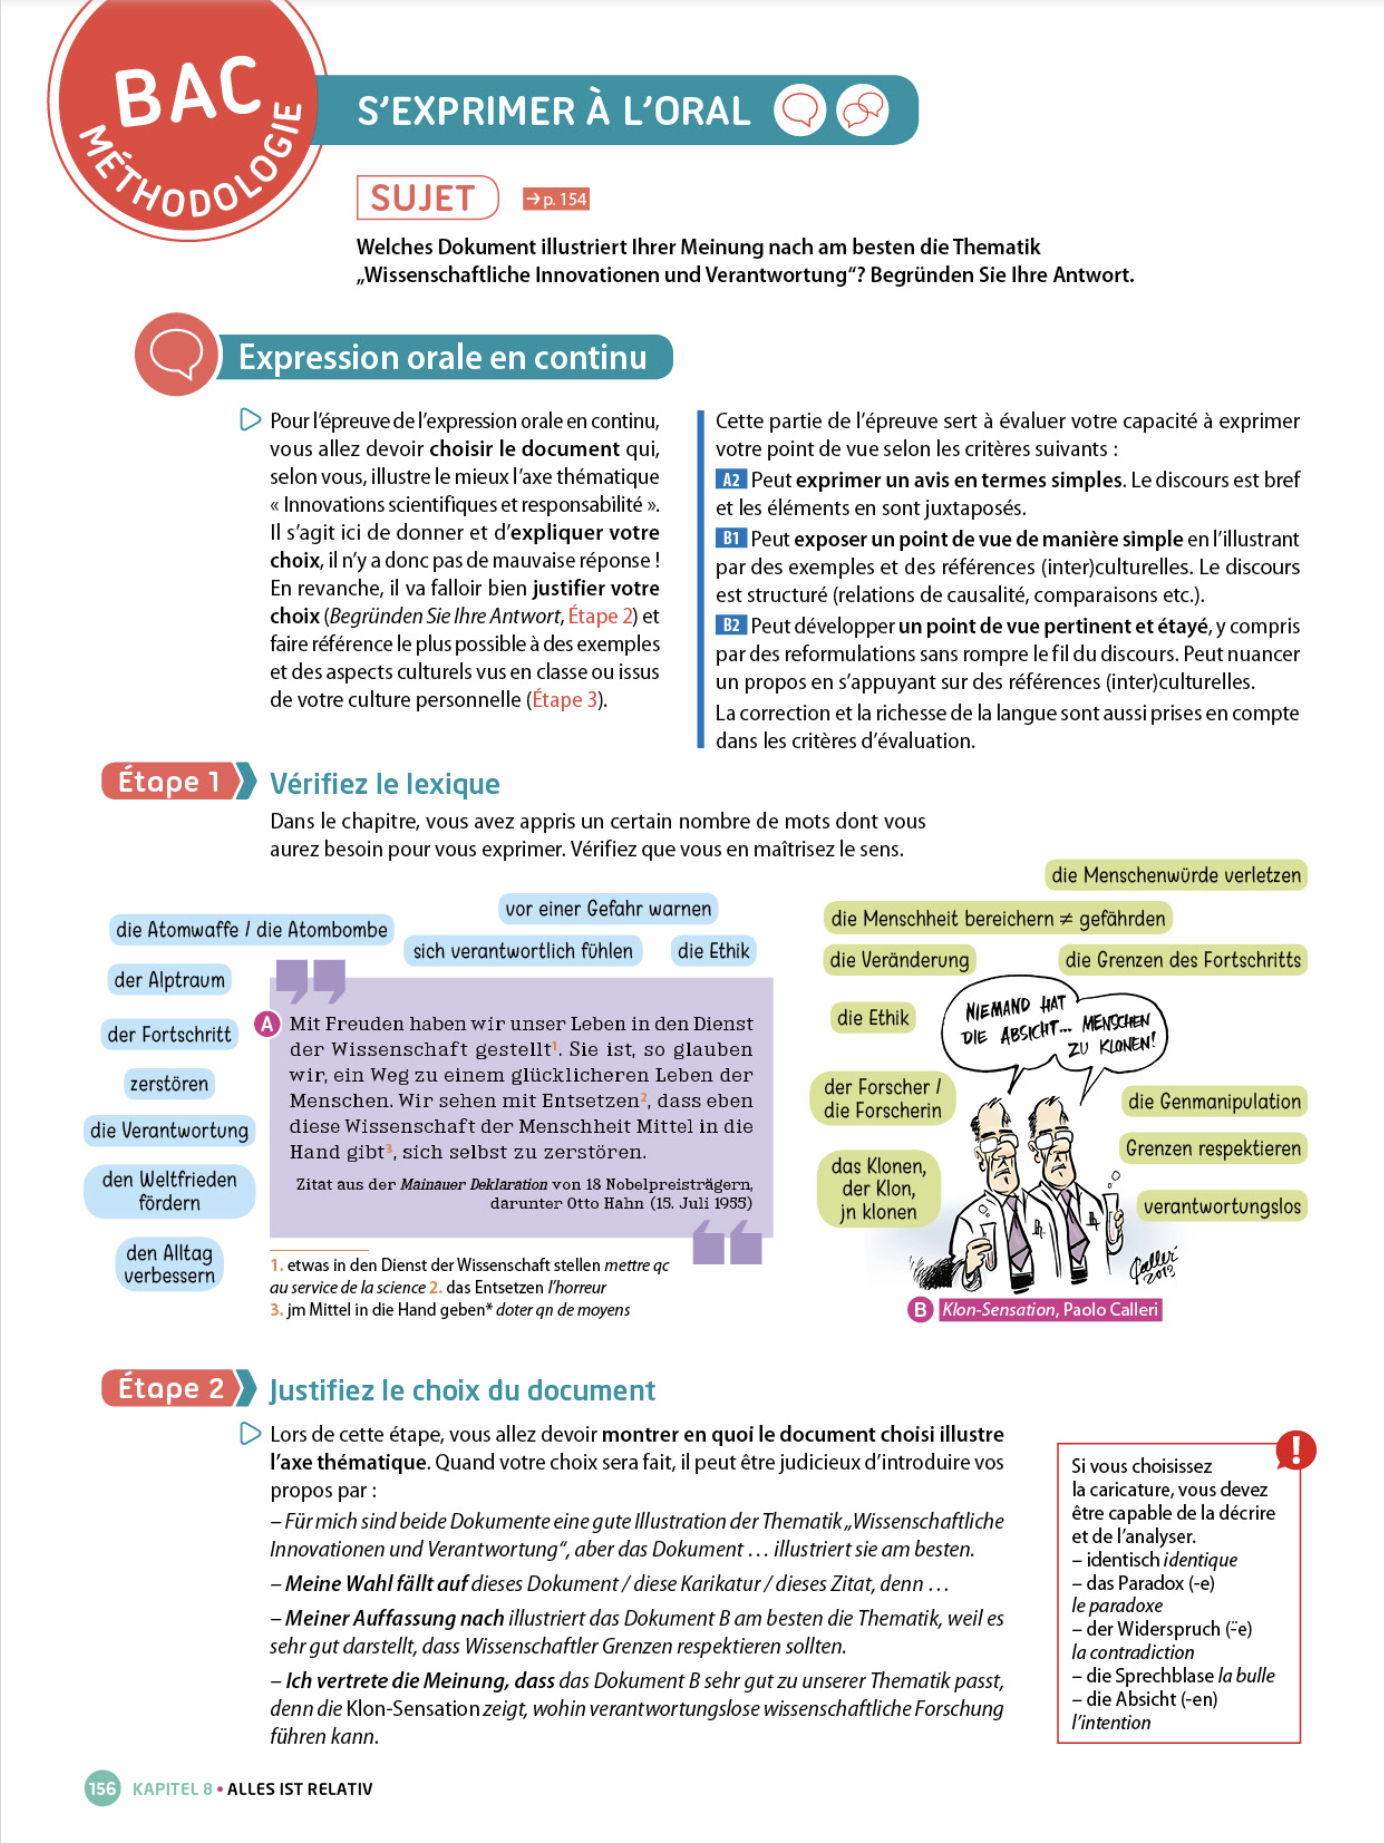 BAC
MÉTHODOLOGIE
S'EXPRIMER À L'ORAL
SUJET
→ p. 154
Welches Dokument illustriert Ihrer Meinung nach am besten die Thematik
„Wissenschaftliche Innovationen und Verantwortung“? Begründen Sie Ihre Antwort.
Expression orale en continu
Pour l'épreuve de l'expression orale en continu,
vous allez devoir choisir le document qui,
selon vous, illustre le mieux l'axe thématique
« Innovations scientifiques et responsabilité ».
Il s'agit ici de donner et d'expliquer votre
choix, il n'y a donc pas de mauvaise réponse !
En revanche, il va falloir bien justifier votre
choix (Begründen Sie Ihre Antwort, Étape 2) et
faire référence le plus possible à des exemples
et des aspects culturels vus en classe ou issus
de votre culture personnelle (Étape 3).
Cette partie de l'épreuve sert à évaluer votre capacité à exprimer
votre point de vue selon les critères suivants :
A2 Peut exprimer un avis en termes simples. Le discours est bref
et les éléments en sont juxtaposés.
B1 Peut exposer un point de vue de manière simple en l'illustrant
par des exemples et des références (inter)culturelles. Le discours
est structuré (relations de causalité, comparaisons etc.).
B2 Peut développer un point de vue pertinent et étayé, y compris
par des reformulations sans rompre le fil du discours. Peut nuancer
un propos en s'appuyant sur des références (inter)culturelles.
La correction et la richesse de la langue sont aussi prises en compte
dans les critères d'évaluation.
Étape 1
Vérifiez le lexique
Dans le chapitre, vous avez appris un certain nombre de mots dont vous
aurez besoin pour vous exprimer. Vérifiez que vous en maîtrisez le sens.
vor einer Gefahr warnen
die Atomwaffe / die Atombombe
sich verantwortlich fühlen
die Ethik
der Alptraum
der Fortschritt
zerstören
die Verantwortung
den Weltfrieden
fördern
den Alltag
verbessern
A
Mit Freuden haben wir unser Leben in den Dienst
der Wissenschaft gestellt1. Sie ist, so glauben
wir, ein Weg zu einem glücklicheren Leben der
Menschen. Wir sehen mit Entsetzen2, dass eben
diese Wissenschaft der Menschheit Mittel in die
Hand gibt3, sich selbst zu zerstören.
Zitat aus der Mainauer Deklaration von 18 Nobelpreisträgern,
darunter Otto Hahn (15. Juli 1955)
1. etwas in den Dienst der Wissenschaft stellen mettre qc
au service de la science 2. das Entsetzen l'horreur
3. jm Mittel in die Hand geben* doter qn de moyens
die Menschenwürde verletzen
die Menschheit bereichern ≠ gefährden
die Veränderung
die Grenzen des Fortschritts
die Ethik
NIEMAND HAT
DIE ABSICHT...
MENSCHEN
ZU KLONEN!
der Forscher /
die Forscherin
die Genmanipulation
Grenzen respektieren
das Klonen,
der Klon,
jn klonen
verantwortungslos
Calleri
2013
B Klon-Sensation, Paolo Calleri
Étape 2
Justifiez le choix du document
Lors de cette étape, vous allez devoir montrer en quoi le document choisi illustre
l'axe thématique. Quand votre choix sera fait, il peut être judicieux d'introduire vos
propos par :
– Für mich sind beide Dokumente eine gute Illustration der Thematik „Wissenschaftliche
Innovationen und Verantwortung“, aber das Dokument … illustriert sie am besten.
– Meine Wahl fällt auf dieses Dokument / diese Karikatur / dieses Zitat, denn …
– Meiner Auffassung nach illustriert das Dokument B am besten die Thematik, weil es
sehr gut darstellt, dass Wissenschaftler Grenzen respektieren sollten.
– Ich vertrete die Meinung, dass das Dokument B sehr gut zu unserer Thematik passt,
denn die Klon-Sensation zeigt, wohin verantwortungslose wissenschaftliche Forschung
führen kann.
!
Si vous choisissez
la caricature, vous devez
être capable de la décrire
et de l'analyser.
– identisch identique
– das Paradox (-e)
le paradoxe
– der Widerspruch (¨-e)
la contradiction
– die Sprechblase la bulle
– die Absicht (-en)
l'intention
156 KAPITEL 8 • ALLES IST RELATIV